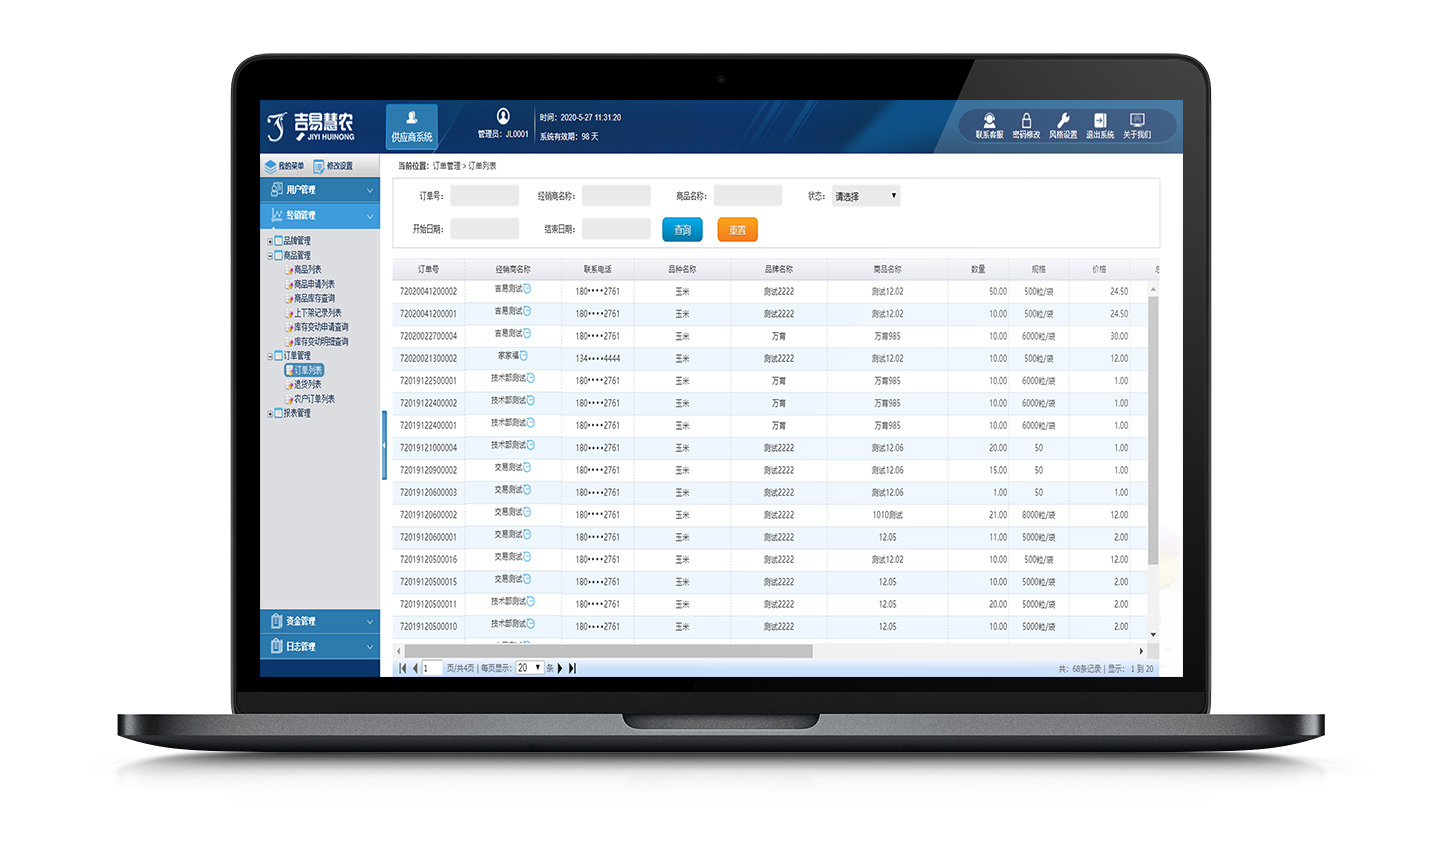 吉易慧农
JIYI HUINONG
供应商系统
管理员：JL0001
时间：2020-5-27 11:31:20
系统有效期：98 天
联系客服 密码修改 风格设置 退出系统 关于我们
我的菜单 修改设置
用户管理
经销管理
品牌管理
商品管理
商品列表
商品申请列表
商品库存查询
上下架记录列表
库存变动申请查询
库存变动明细查询
订单管理
订单列表
退货列表
农户订单列表
报表管理
资金管理
日志管理
当前位置：订单管理 > 订单列表
订单号： 经销商名称： 商品名称： 状态： 请选择
开始日期： 结束日期： 查询 重置
订单号 经销商名称 联系电话 品种名称 品牌名称 商品名称 数量 规格 价格
72020041200002 吉易测试 180••••2761 玉米 测试2222 测试12.02 50.00 500粒/袋 24.50
72020041200001 吉易测试 180••••2761 玉米 测试2222 测试12.02 10.00 500粒/袋 24.50
72020022700004 吉易测试 180••••2761 玉米 万育 万育985 10.00 6000粒/袋 30.00
72020021300002 家家福 134••••4444 玉米 测试2222 测试12.02 10.00 500粒/袋 12.00
72019122500001 技术部测试 180••••2761 玉米 万育 万育985 10.00 6000粒/袋 1.00
72019122400002 技术部测试 180••••2761 玉米 万育 万育985 10.00 6000粒/袋 1.00
72019122400001 技术部测试 180••••2761 玉米 万育 万育985 10.00 6000粒/袋 1.00
72019121000004 技术部测试 180••••2761 玉米 测试2222 测试12.06 20.00 50 1.00
72019120900002 交易测试 180••••2761 玉米 测试2222 测试12.06 15.00 50 1.00
72019120600003 交易测试 180••••2761 玉米 测试2222 测试12.06 1.00 50 1.00
72019120600002 交易测试 180••••2761 玉米 测试2222 1010测试 21.00 8000粒/袋 12.00
72019120600001 交易测试 180••••2761 玉米 测试2222 12.05 11.00 5000粒/袋 2.00
72019120500016 交易测试 180••••2761 玉米 测试2222 测试12.02 10.00 500粒/袋 12.00
72019120500015 交易测试 180••••2761 玉米 测试2222 12.05 10.00 5000粒/袋 2.00
72019120500011 技术部测试 180••••2761 玉米 测试2222 12.05 20.00 5000粒/袋 2.00
72019120500010 技术部测试 180••••2761 玉米 测试2222 12.05 10.00 5000粒/袋 2.00
1 页/共4页 | 每页显示： 20 条 共：68条记录 | 显示： 1 到 20